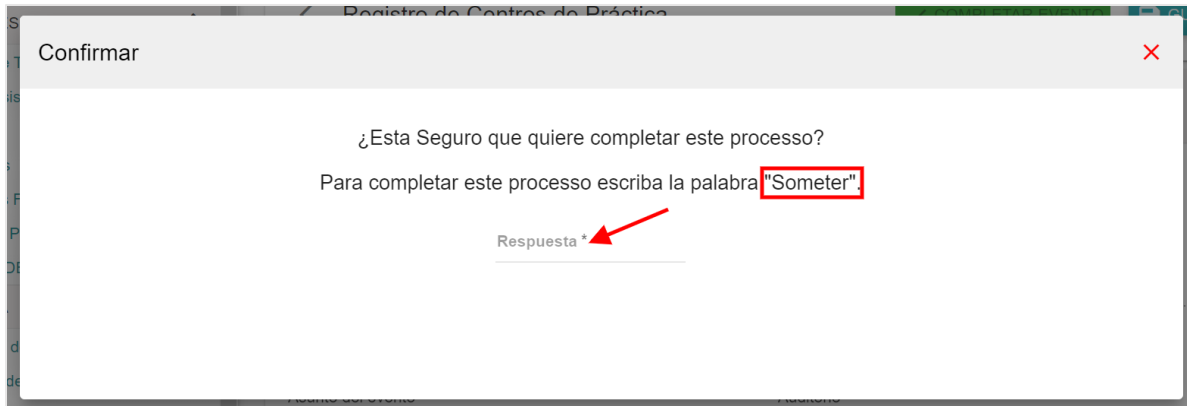 Registro de Centros de Práctica
COMPLETAR EVENTO
Confirmar
¿Esta Seguro que quiere completar este processo?
Para completar este processo escriba la palabra "Someter".
Respuesta *
Asunto del evento
Auditorio